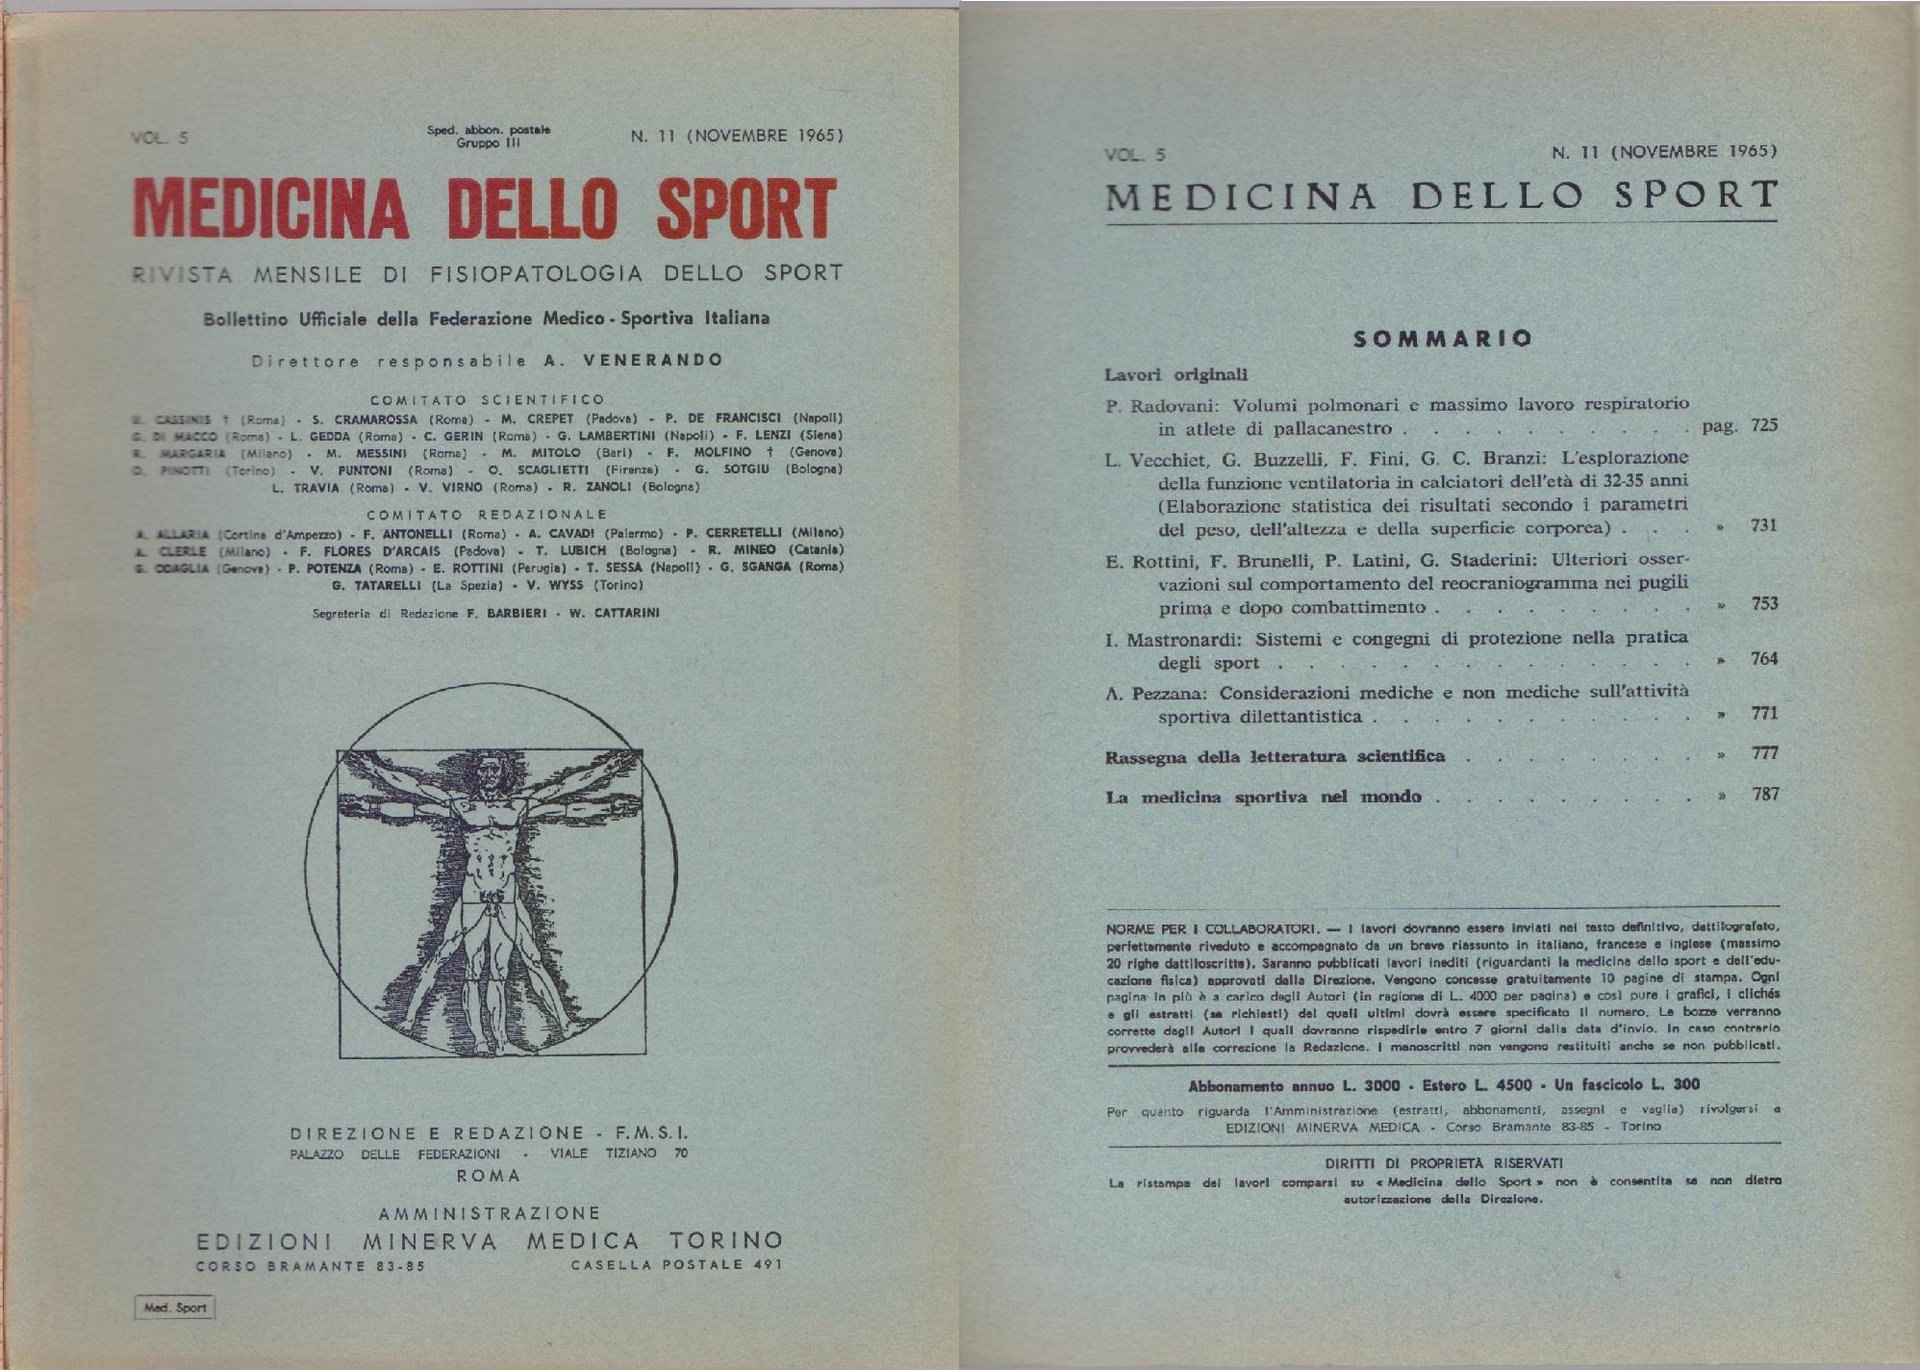 VOL. 5
Sped. abbon. postale
Gruppo III
N. 11 (NOVEMBRE 1965)
MEDICINA DELLO SPORT
RIVISTA MENSILE DI FISIOPATOLOGIA DELLO SPORT
Bollettino Ufficiale della Federazione Medico-Sportiva Italiana
Direttore responsabile A. VENERANDO
COMITATO SCIENTIFICO
CASSINIS † (Roma) - S. CRAMAROSSA (Roma) - M. CREPET (Padova) - P. DE FRANCISCI (Napoli)
G. DI MACCO (Roma) - L. GEDDA (Roma) - C. GERIN (Roma) - G. LAMBERTINI (Napoli) - F. LENZI (Siena)
R. MARGARIA (Milano) - M. MESSINI (Roma) - M. MITOLO (Bari) - F. MOLFINO † (Genova)
O. PINOTTI (Torino) - V. PUNTONI (Roma) - O. SCAGLIETTI (Firenze) - G. SOTGIU (Bologna)
L. TRAVIA (Roma) - V. VIRNO (Roma) - R. ZANOLI (Bologna)
COMITATO REDAZIONALE
A. ALLARIA (Cortina d'Ampezzo) - F. ANTONELLI (Roma) - A. CAVADI (Palermo) - P. CERRETELLI (Milano)
A. CLERLE (Milano) - F. FLORES D'ARCAIS (Padova) - T. LUBICH (Bologna) - R. MINEO (Catania)
ODAGLIA (Genova) - P. POTENZA (Roma) - E. ROTTINI (Perugia) - T. SESSA (Napoli) - G. SGANGA (Roma)
G. TATARELLI (La Spezia) - V. WYSS (Torino)
Segreteria di Redazione F. BARBIERI - W. CATTARINI
DIREZIONE E REDAZIONE - F.M.S.I.
PALAZZO DELLE FEDERAZIONI - VIALE TIZIANO 70
ROMA
AMMINISTRAZIONE
EDIZIONI MINERVA MEDICA TORINO
CORSO BRAMANTE 83-85 CASELLA POSTALE 491
Med. Sport
VOL. 5 N. 11 (NOVEMBRE 1965)
MEDICINA DELLO SPORT
SOMMARIO
Lavori originali
P. Radovani: Volumi polmonari e massimo lavoro respiratorio
in atlete di pallacanestro . . . . . . . . . pag. 725
L. Vecchiet, G. Buzzelli, F. Fini, G. C. Branzi: L'esplorazione
della funzione ventilatoria in calciatori dell'età di 32-35 anni
(Elaborazione statistica dei risultati secondo i parametri
del peso, dell'altezza e della superficie corporea) . . . » 731
E. Rottini, F. Brunelli, P. Latini, G. Staderini: Ulteriori osser-
vazioni sul comportamento del reocraniogramma nei pugili
prima e dopo combattimento . . . . . . . . . » 753
I. Mastronardi: Sistemi e congegni di protezione nella pratica
degli sport . . . . . . . . . . . . . . » 764
A. Pezzana: Considerazioni mediche e non mediche sull'attività
sportiva dilettantistica . . . . . . . . . . . » 771
Rassegna della letteratura scientifica . . . . . . . . » 777
La medicina sportiva nel mondo . . . . . . . . . » 787
NORME PER I COLLABORATORI. — I lavori dovranno essere inviati nel testo definitivo, dattilografato,
perfettamente riveduto e accompagnato da un breve riassunto in italiano, francese e inglese (massimo
20 righe dattiloscritte). Saranno pubblicati lavori inediti (riguardanti la medicina dello sport e dell'edu-
cazione fisica) approvati dalla Direzione. Vengono concesse gratuitamente 10 pagine di stampa. Ogni
pagina in più è a carico degli Autori (in ragione di L. 4000 per pagina) e così pure i grafici, i clichés
e gli estratti (se richiesti) dei quali ultimi dovrà essere specificato il numero. Le bozze verranno
corrette dagli Autori i quali dovranno rispedirle entro 7 giorni dalla data d'invio. In caso contrario
provvederà alla correzione la Redazione. I manoscritti non vengono restituiti anche se non pubblicati.
Abbonamento annuo L. 3000 - Estero L. 4500 - Un fascicolo L. 300
Per quanto riguarda l'Amministrazione (estratti, abbonamenti, assegni e vaglia) rivolgersi a
EDIZIONI MINERVA MEDICA - Corso Bramante 83-85 - Torino
DIRITTI DI PROPRIETÀ RISERVATI
La ristampa dei lavori comparsi su « Medicina dello Sport » non è consentita se non dietro
autorizzazione della Direzione.